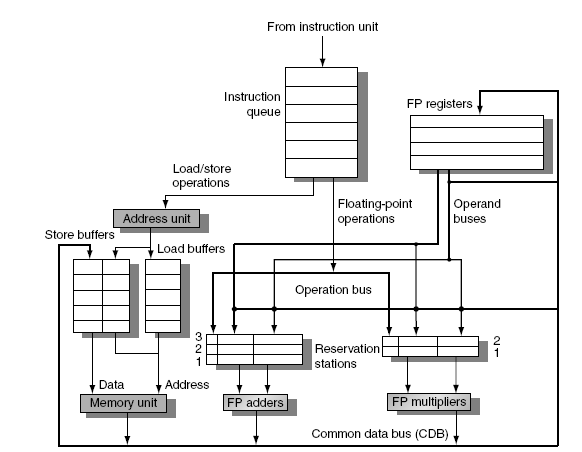 From instruction unit
Instruction
queue
FP registers
Load/store
operations
Floating-point
operations
Operand
buses
Address unit
Store buffers
Load buffers
Operation bus
3
2
1
Reservation
stations
2
1
Data
Address
Memory unit
FP adders
FP multipliers
Common data bus (CDB)